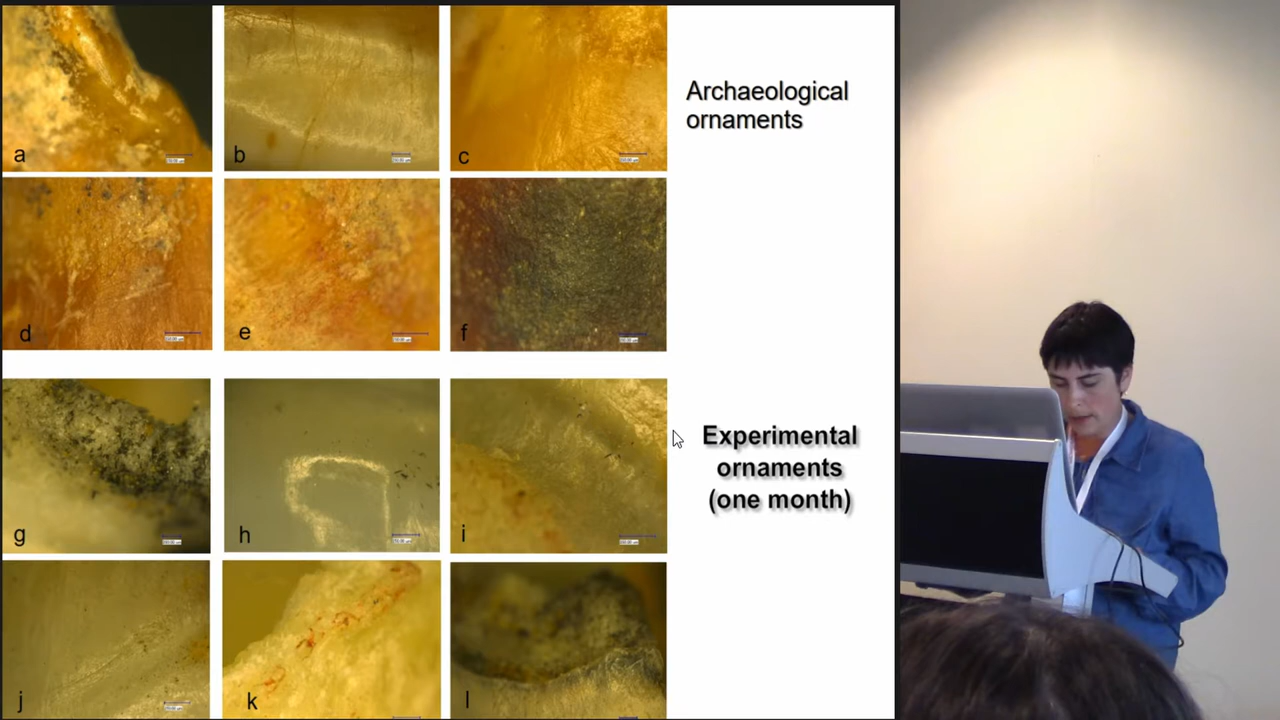 a
b
c
Archaeological
ornaments
d
e
f
g
h
i
Experimental
ornaments
(one month)
j
k
l